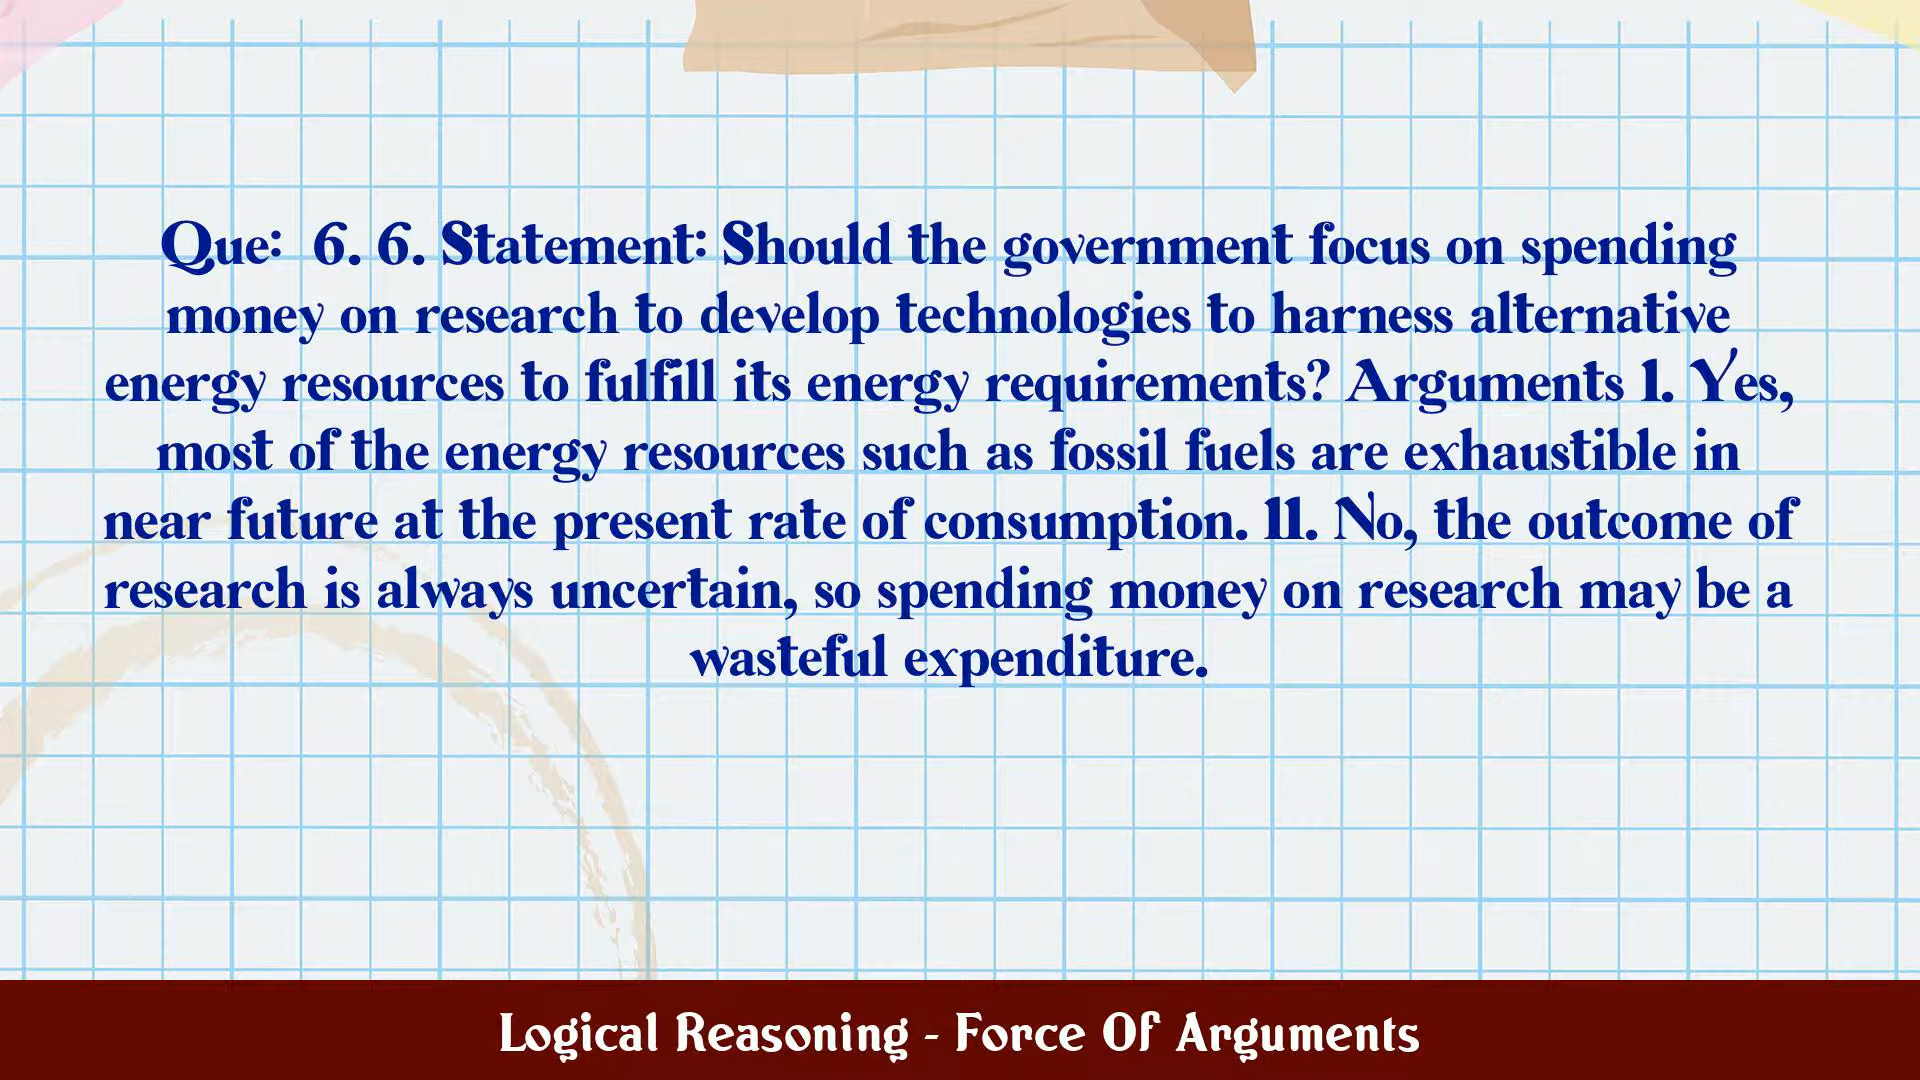 Que: 6. 6. Statement: Should the government focus on spending
money on research to develop technologies to harness alternative
energy resources to fulfill its energy requirements? Arguments 1. Yes,
most of the energy resources such as fossil fuels are exhaustible in
near future at the present rate of consumption. 11. No, the outcome of
research is always uncertain, so spending money on research may be a
wasteful expenditure.
Logical Reasoning - Force Of Arguments